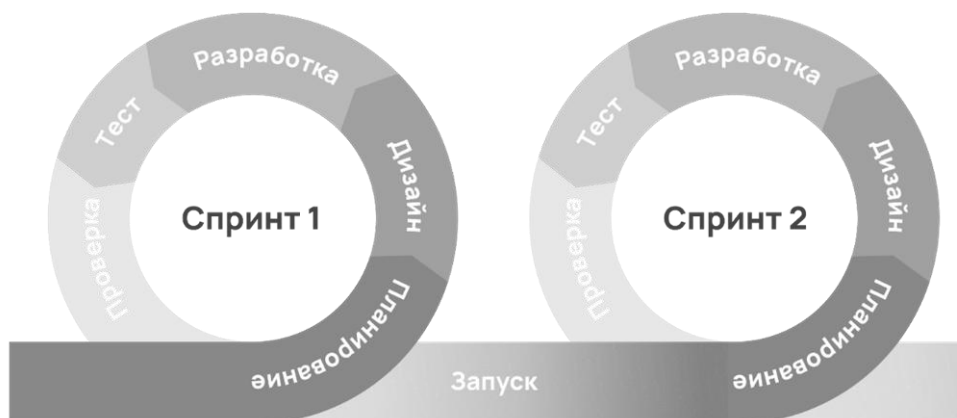 Разработка
Тест
Дизайн
Спринт 1
Проверка
Планирование
Разработка
Тест
Дизайн
Спринт 2
Проверка
Планирование
Запуск